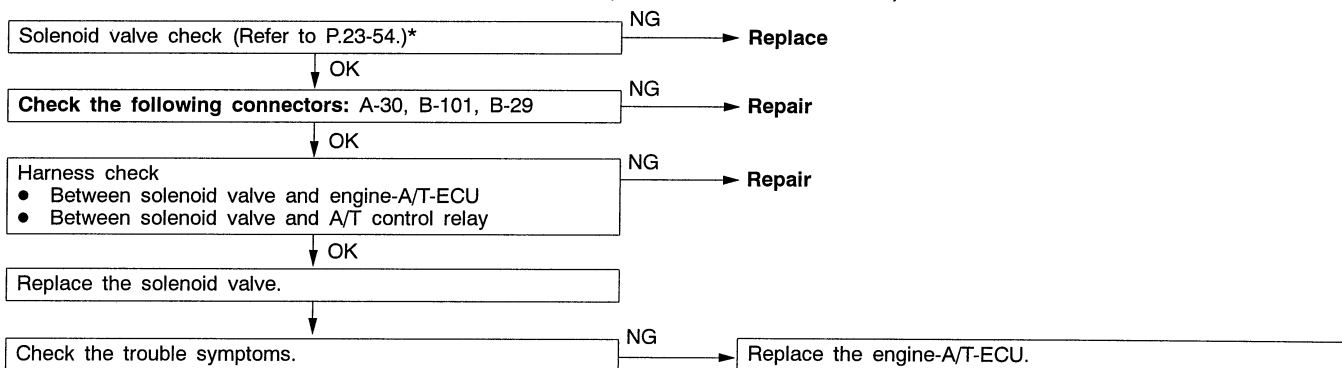 NG
Solenoid valve check (Refer to P.23-54.)*
Replace
OK
NG
Check the following connectors: A-30, B-101, B-29
Repair
OK
NG
Harness check
Repair
● Between solenoid valve and engine-A/T-ECU
● Between solenoid valve and A/T control relay
OK
Replace the solenoid valve.
NG
Check the trouble symptoms.
Replace the engine-A/T-ECU.